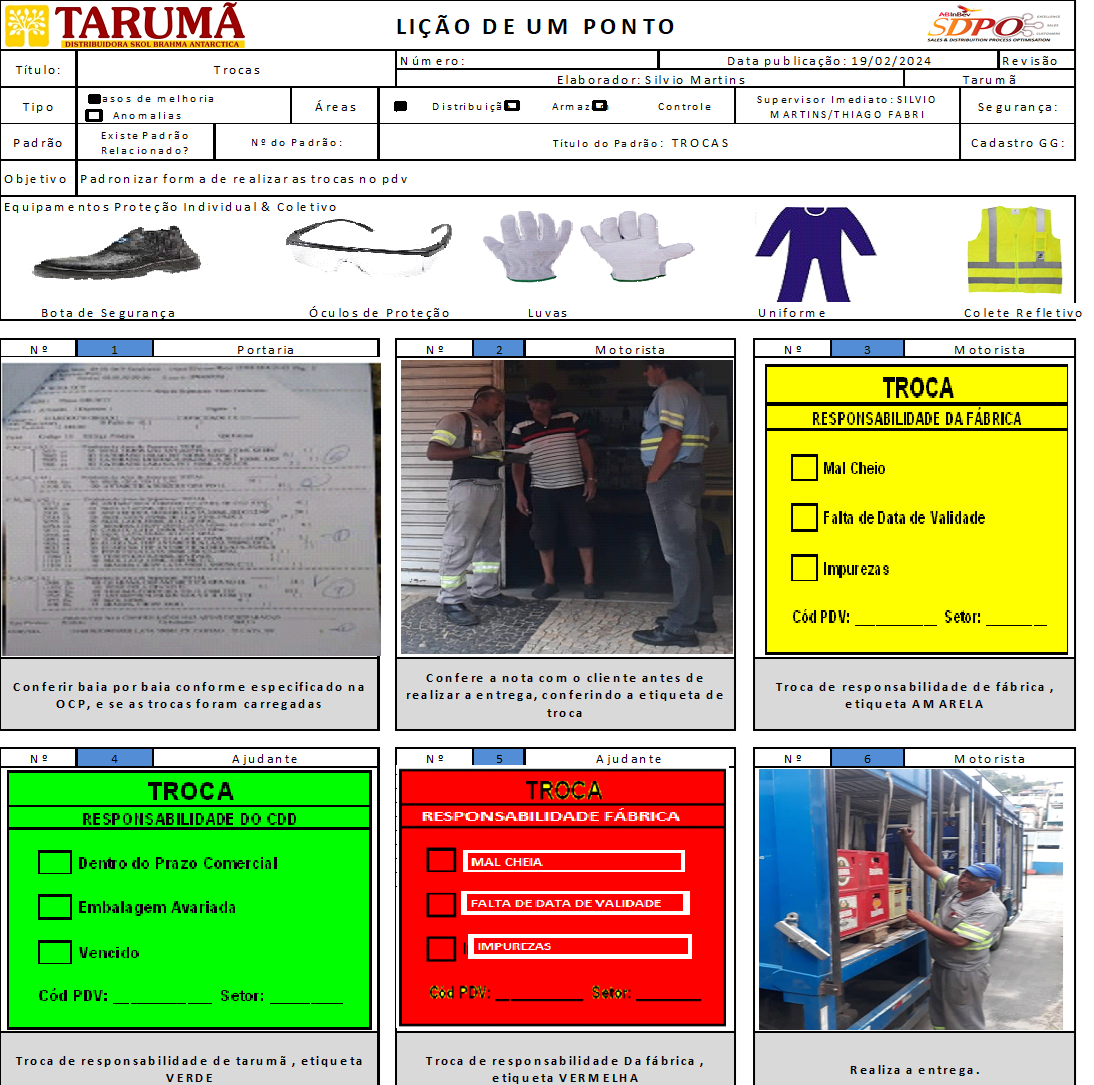 TARUMÃ
DISTRIBUIDORA SKOL BRAHMA ANTARCTICA
LIÇÃO DE UM PONTO
ABInBev
SDPO
EXCELLENCE
SALES
CUSTOMERS
SALES & DISTRIBUTION PROCESS OPTIMISATION
Título:
Trocas
Número:
Data publicação: 19/02/2024
Revisão
Elaborador: Silvio Martins
Tarumã
Tipo
asos de melhoria
Anomalias
Áreas
Distribuiçã
Armaz
Controle
Supervisor Imediato: SILVIO
MARTINS/THIAGO FABRI
Segurança:
Padrão
Existe Padrão
Relacionado?
Nº do Padrão:
Título do Padrão: TROCAS
Cadastro GG:
Objetivo
Padronizar forma de realizar as trocas no pdv
Equipamentos Proteção Individual & Coletivo
Bota de Segurança
Óculos de Proteção
Luvas
Uniforme
Colete Refletivo
Nº 1 Portaria
Conferir baia por baia conforme especificado na
OCP, e se as trocas foram carregadas
Nº 2 Motorista
Confere a nota com o cliente antes de
realizar a entrega, conferindo a etiqueta de
troca
Nº 3 Motorista
TROCA
RESPONSABILIDADE DA FÁBRICA
Mal Cheio
Falta de Data de Validade
Impurezas
Cód PDV: __________ Setor: ________
Troca de responsabilidade de fábrica ,
etiqueta AMARELA
Nº 4 Ajudante
TROCA
RESPONSABILIDADE DO CDD
Dentro do Prazo Comercial
Embalagem Avariada
Vencido
Cód PDV: ___________ Setor: ________
Troca de responsabilidade de tarumã , etiqueta
VERDE
Nº 5 Ajudante
TROCA
RESPONSABILIDADE FÁBRICA
MAL CHEIA
FALTA DE DATA DE VALIDADE
IMPUREZAS
Cód PDV: ___________ Setor: ________
Troca de responsabilidade Da fábrica ,
etiqueta VERMELHA
Nº 6 Motorista
Realiza a entrega.